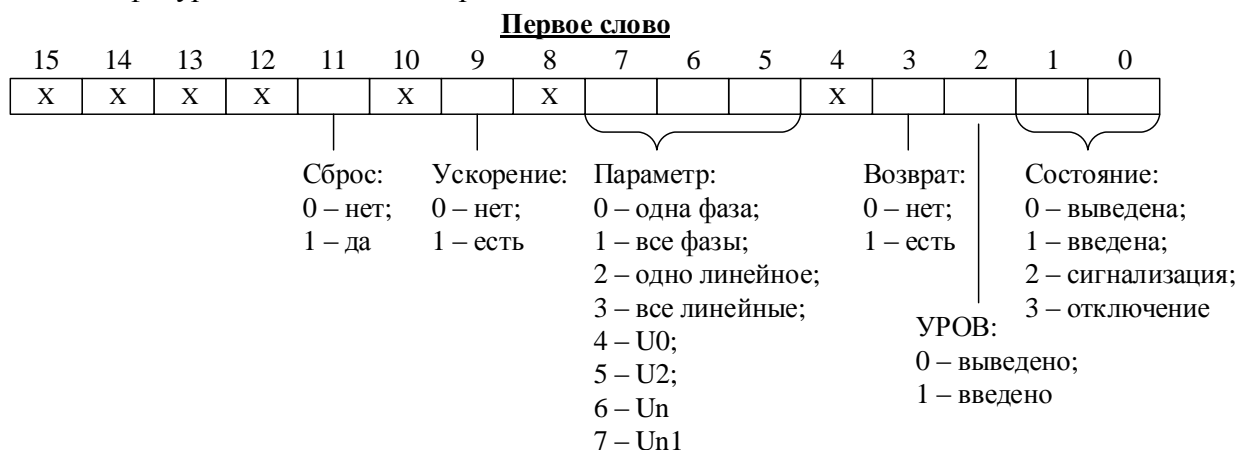 Первое слово
15 14 13 12 11 10 9 8 7 6 5 4 3 2 1 0
X X X X X X X
Сброс: Ускорение: Параметр: Возврат: Состояние:
0 – нет; 0 – нет; 0 – одна фаза; 0 – нет; 0 – выведена;
1 – да 1 – есть 1 – все фазы; 1 – есть 1 – введена;
2 – одно линейное; 2 – сигнализация;
3 – все линейные; 3 – отключение
УРОВ:
4 – U0;
0 – выведено;
5 – U2;
1 – введено
6 – Un
7 – Un1